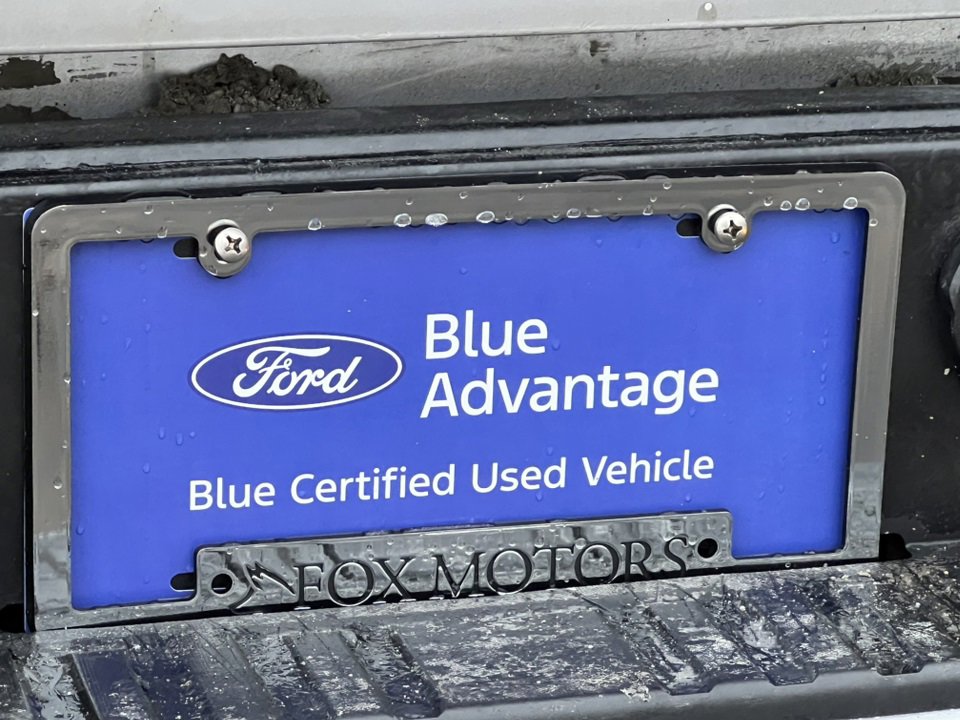 Ford
Blue
Advantage
Blue Certified Used Vehicle
FOX MOTORS